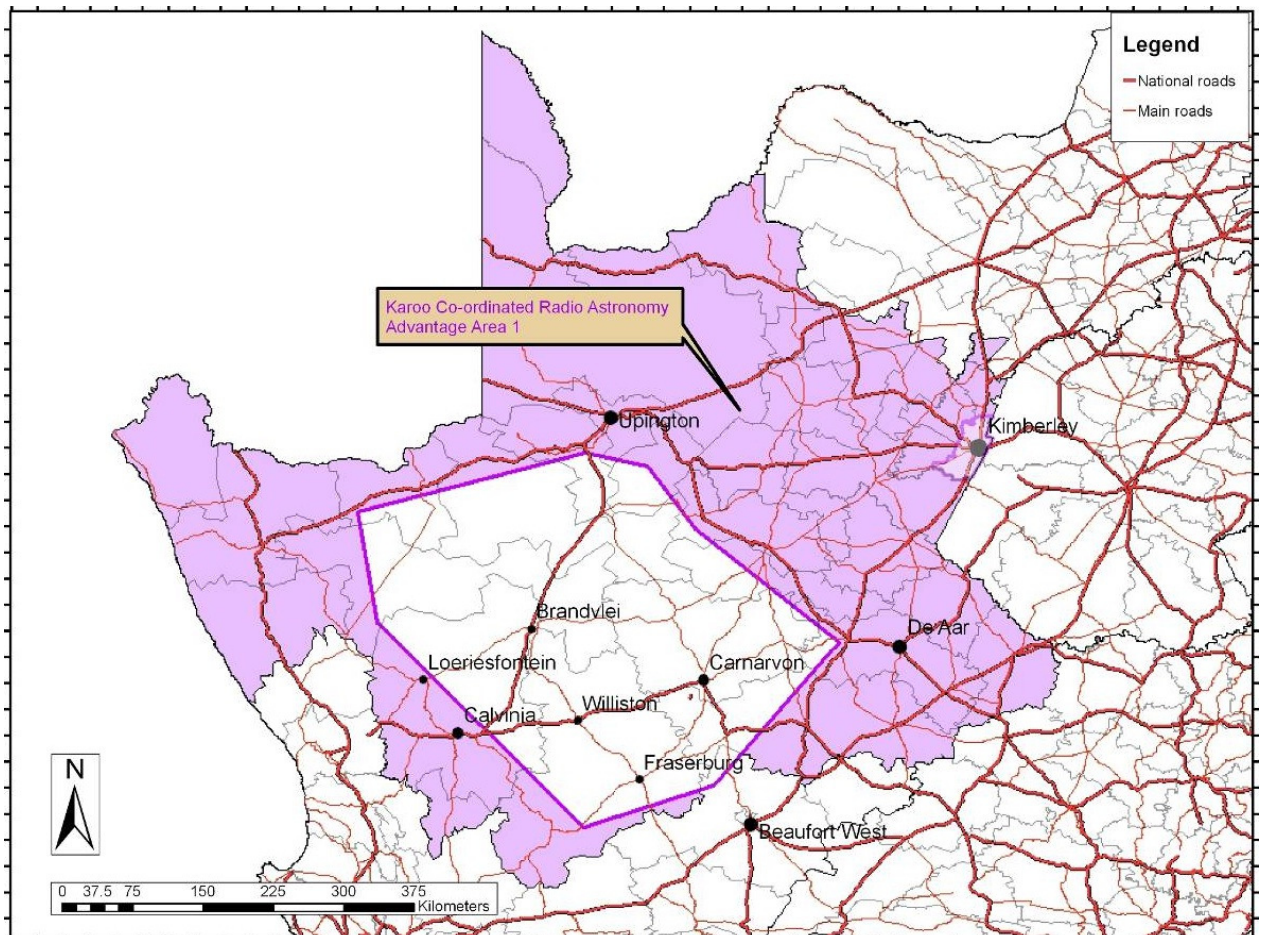 Legend
National roads
Main roads
Karoo Co-ordinated Radio Astronomy
Advantage Area 1
Upington
Kimberley
Brandvlei
De Aar
Loeriesfontein
Carnarvon
Williston
Calvinia
Fraserburg
Beaufort West
N
0 37.5 75 150 225 300 375
Kilometers